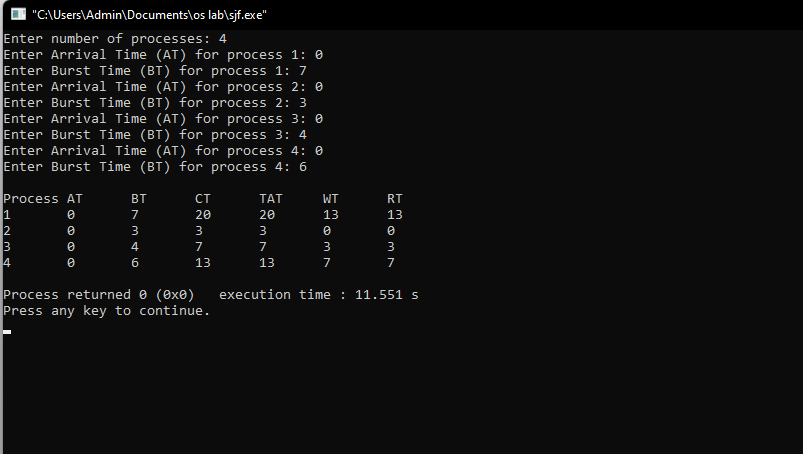 "C:\Users\Admin\Documents\os lab\sjf.exe"
Enter number of processes: 4
Enter Arrival Time (AT) for process 1: 0
Enter Burst Time (BT) for process 1: 7
Enter Arrival Time (AT) for process 2: 0
Enter Burst Time (BT) for process 2: 3
Enter Arrival Time (AT) for process 3: 0
Enter Burst Time (BT) for process 3: 4
Enter Arrival Time (AT) for process 4: 0
Enter Burst Time (BT) for process 4: 6
Process AT      BT      CT      TAT     WT      RT
1       0       7       20      20      13      13
2       0       3       3       3       0       0
3       0       4       7       7       3       3
4       0       6       13      13      7       7
Process returned 0 (0x0)   execution time : 11.551 s
Press any key to continue.